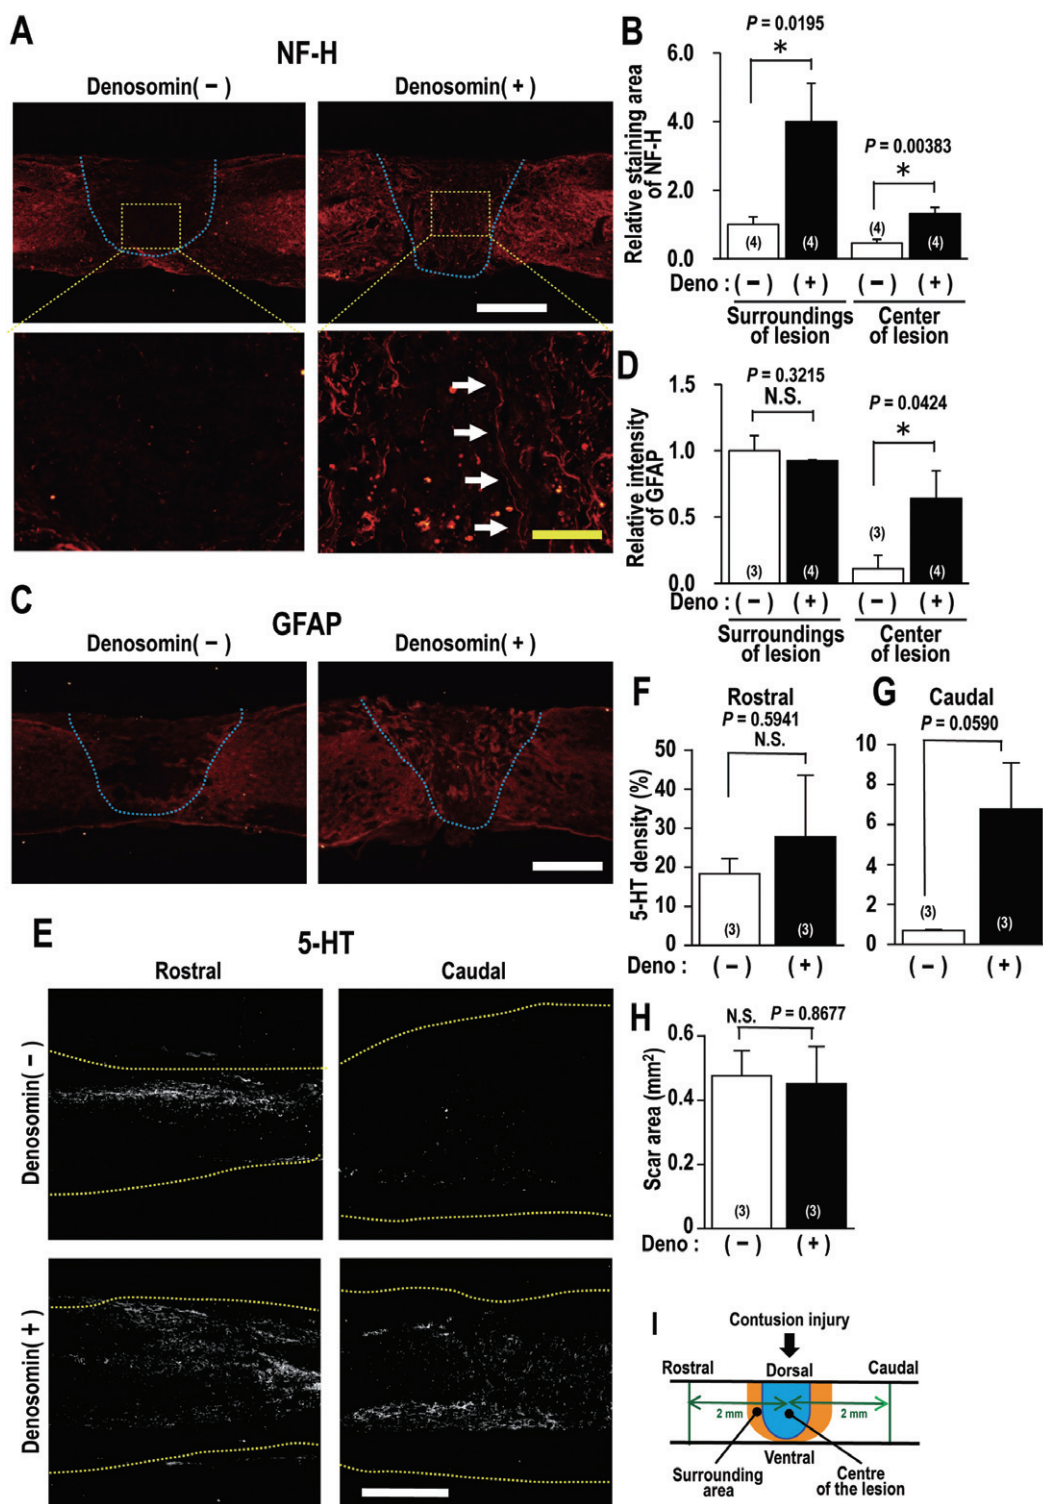 A
NF-H
Denosomin( − )
Denosomin( + )
B
P = 0.0195
*
P = 0.00383
*
Relative staining area
of NF-H
6.0
4.0
2.0
0.0
(4)
(4)
(4)
(4)
Deno : ( − ) ( + ) ( − ) ( + )
Surroundings
of lesion
Center
of lesion
C
GFAP
Denosomin( − )
Denosomin( + )
D
P = 0.3215
N.S.
P = 0.0424
*
Relative intensity
of GFAP
1.5
1.0
0.5
0.0
(3)
(4)
(3)
(4)
Deno : ( − ) ( + ) ( − ) ( + )
Surroundings
of lesion
Center
of lesion
E
5-HT
Rostral
Caudal
Denosomin( − )
Denosomin( + )
F
Rostral
P = 0.5941
N.S.
5-HT density (%)
50
40
30
20
10
0
(3)
(3)
Deno : ( − ) ( + )
G
Caudal
P = 0.0590
10
8
6
4
2
0
(3)
(3)
( − ) ( + )
H
N.S.
P = 0.8677
Scar area (mm²)
0.6
0.4
0.2
0
(3)
(3)
Deno : ( − ) ( + )
I
Contusion injury
Rostral
Dorsal
Caudal
2 mm
2 mm
Ventral
Surrounding
area
Centre
of the lesion